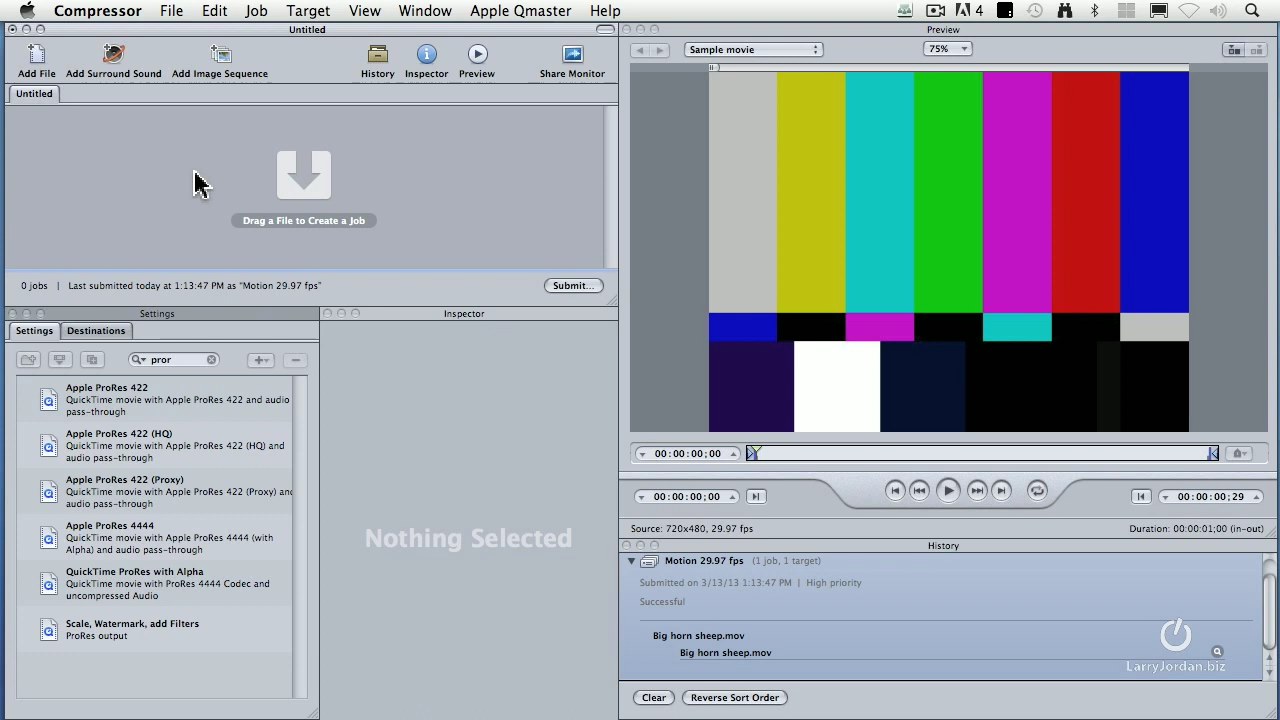 Compressor File Edit Job Target View Window Apple Qmaster Help 4
Untitled
Add File Add Surround Sound Add Image Sequence History Inspector Preview Share Monitor
Untitled
Drag a File to Create a Job
0 jobs | Last submitted today at 1:13:47 PM as "Motion 29.97 fps" Submit...
Settings
Settings Destinations
pror
Apple ProRes 422
QuickTime movie with Apple ProRes 422 and audio
pass-through
Apple ProRes 422 (HQ)
QuickTime movie with Apple ProRes 422 (HQ) and
audio pass-through
Apple ProRes 422 (Proxy)
QuickTime movie with Apple ProRes 422 (Proxy) and
audio pass-through
Apple ProRes 4444
QuickTime movie with Apple ProRes 4444 (with
Alpha) and audio pass-through
QuickTime ProRes with Alpha
QuickTime movie with ProRes 4444 Codec and
uncompressed Audio
Scale, Watermark, add Filters
ProRes output
Inspector
Nothing Selected
Preview
Sample movie 75%
00:00:00;00
00:00:00;00 00:00:00;29
Source: 720x480, 29.97 fps Duration: 00:00:01;00 (in-out)
History
Motion 29.97 fps (1 job, 1 target)
Submitted on 3/13/13 1:13:47 PM | High priority
Successful
Big horn sheep.mov
Big horn sheep.mov
LarryJordan.biz
Clear Reverse Sort Order